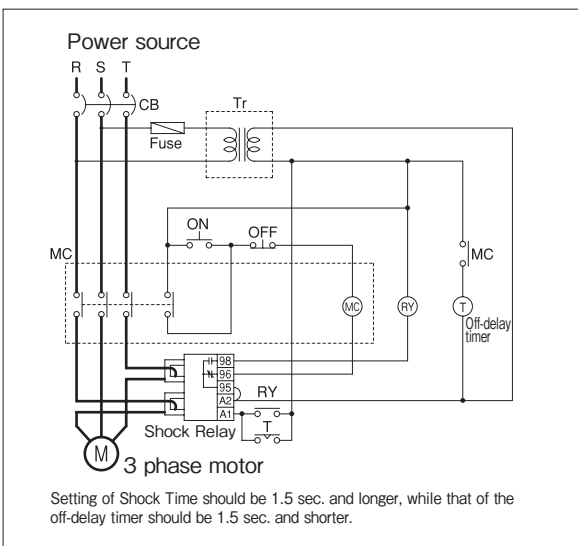 Power source
R S T
CB
Tr
Fuse
ON
OFF
MC
MC
MC
RY
T
Off-delay
timer
98
96
95
A2
A1
RY
T
Shock Relay
M
3 phase motor
Setting of Shock Time should be 1.5 sec. and longer, while that of the
off-delay timer should be 1.5 sec. and shorter.